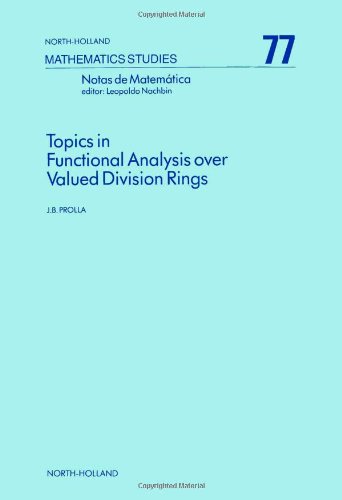 NORTH-HOLLAND
MATHEMATICS STUDIES
77
Notas de Matemática
editor: Leopoldo Nachbin
Topics in
Functional Analysis over
Valued Division Rings
J.B. PROLLA
NORTH-HOLLAND